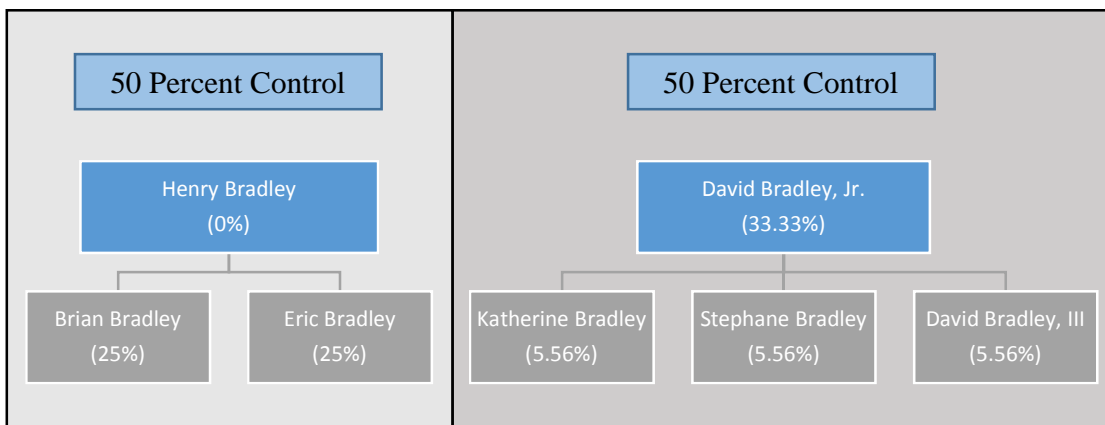 50 Percent Control
Henry Bradley
(0%)
Brian Bradley
(25%)
Eric Bradley
(25%)
50 Percent Control
David Bradley, Jr.
(33.33%)
Katherine Bradley
(5.56%)
Stephane Bradley
(5.56%)
David Bradley, III
(5.56%)